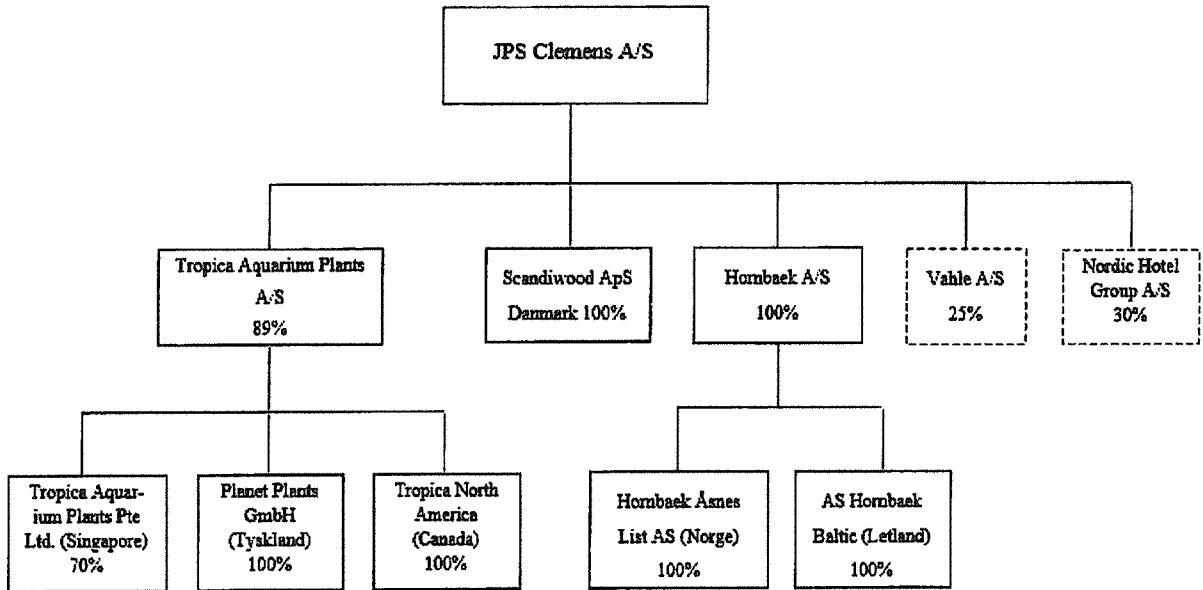 JPS Clemens A/S
Tropica Aquarium Plants
A/S
89%
Scandiwood ApS
Danmark 100%
Hornbaek A/S
100%
Vahle A/S
25%
Nordic Hotel
Group A/S
30%
Tropica Aquar-
ium Plants Pte
Ltd. (Singapore)
70%
Planet Plants
GmbH
(Tyskland)
100%
Tropica North
America
(Canada)
100%
Hornbaek Åsnes
List AS (Norge)
100%
AS Hornbaek
Baltic (Letland)
100%